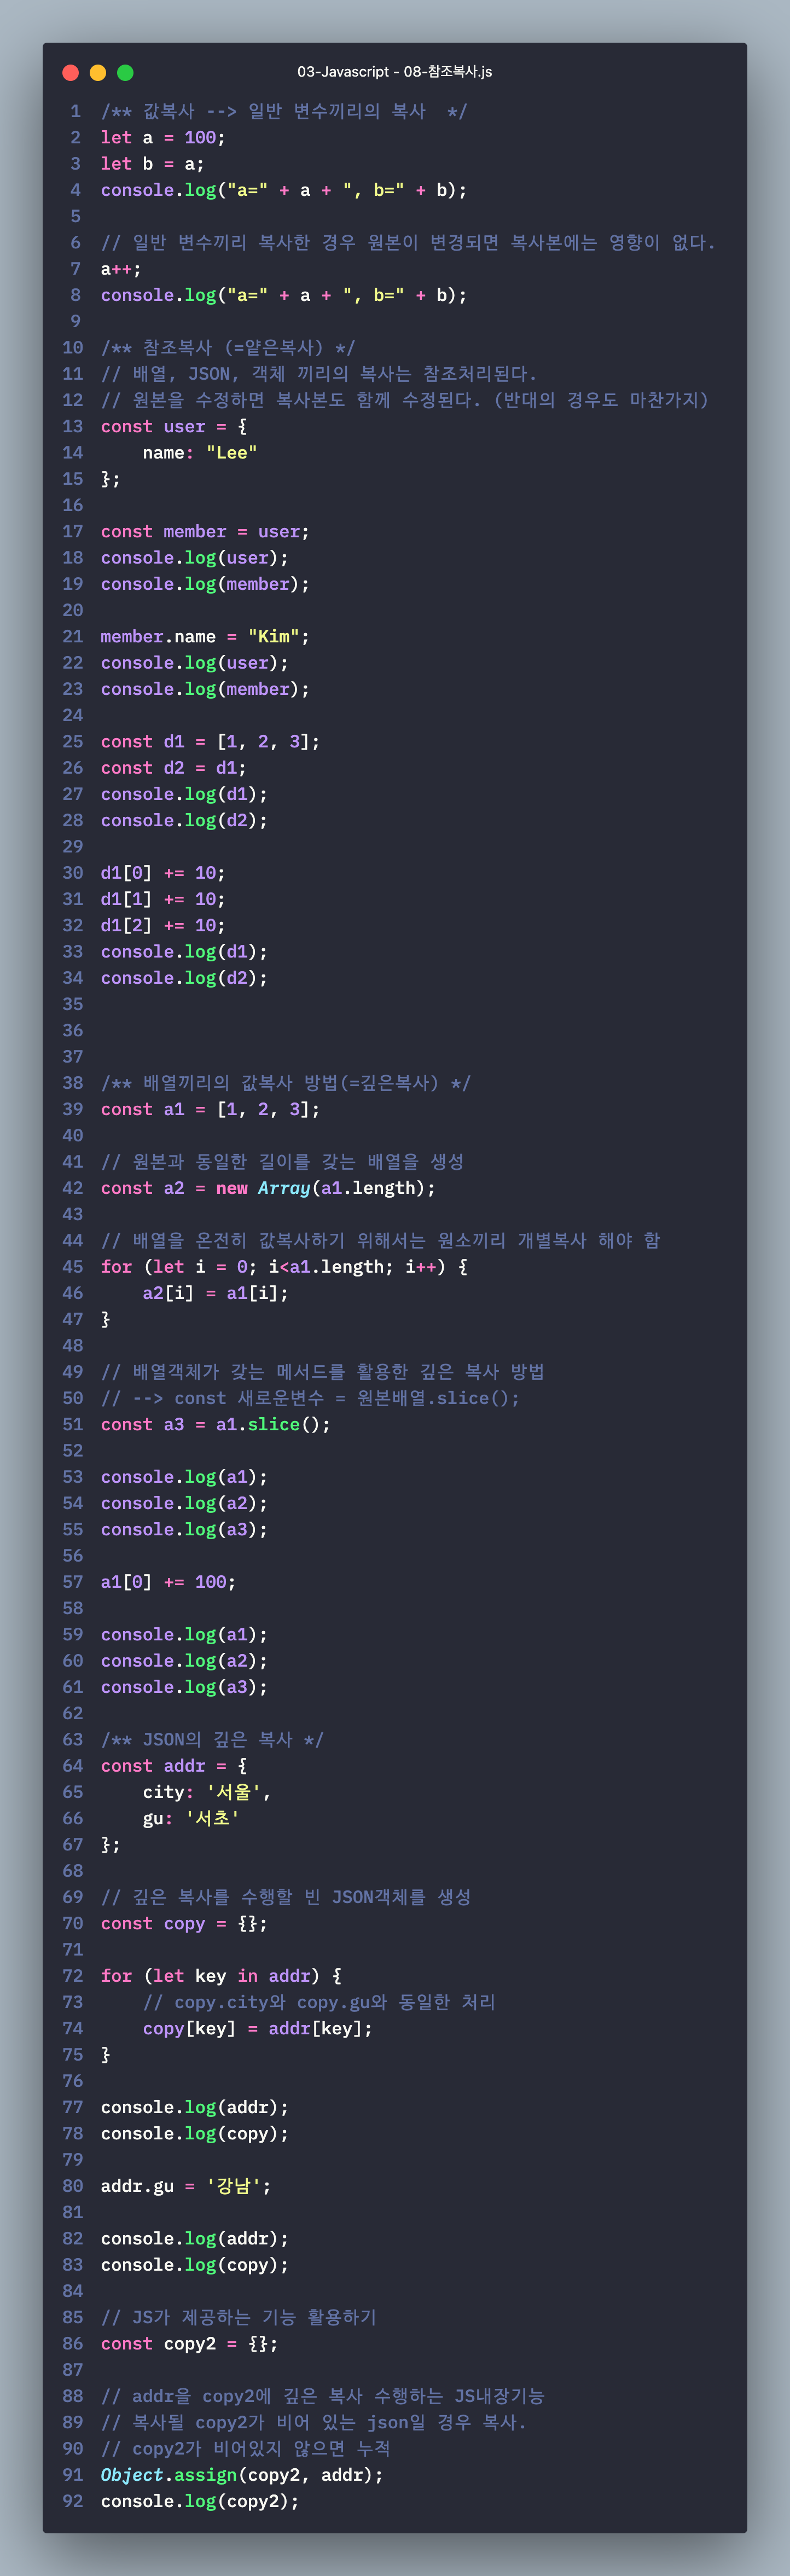 03-Javascript - 08-참조복사.js
1 /** 값복사 --> 일반 변수끼리의 복사  */
2 let a = 100;
3 let b = a;
4 console.log("a=" + a + ", b=" + b);
5
6 // 일반 변수끼리 복사한 경우 원본이 변경되면 복사본에는 영향이 없다.
7 a++;
8 console.log("a=" + a + ", b=" + b);
9
10 /** 참조복사 (=얕은복사) */
11 // 배열, JSON, 객체 끼리의 복사는 참조처리된다.
12 // 원본을 수정하면 복사본도 함께 수정된다. (반대의 경우도 마찬가지)
13 const user = {
14     name: "Lee"
15 };
16
17 const member = user;
18 console.log(user);
19 console.log(member);
20
21 member.name = "Kim";
22 console.log(user);
23 console.log(member);
24
25 const d1 = [1, 2, 3];
26 const d2 = d1;
27 console.log(d1);
28 console.log(d2);
29
30 d1[0] += 10;
31 d1[1] += 10;
32 d1[2] += 10;
33 console.log(d1);
34 console.log(d2);
35
36
37
38 /** 배열끼리의 값복사 방법(=깊은복사) */
39 const a1 = [1, 2, 3];
40
41 // 원본과 동일한 길이를 갖는 배열을 생성
42 const a2 = new Array(a1.length);
43
44 // 배열을 온전히 값복사하기 위해서는 원소끼리 개별복사 해야 함
45 for (let i = 0; i<a1.length; i++) {
46     a2[i] = a1[i];
47 }
48
49 // 배열객체가 갖는 메서드를 활용한 깊은 복사 방법
50 // --> const 새로운변수 = 원본배열.slice();
51 const a3 = a1.slice();
52
53 console.log(a1);
54 console.log(a2);
55 console.log(a3);
56
57 a1[0] += 100;
58
59 console.log(a1);
60 console.log(a2);
61 console.log(a3);
62
63 /** JSON의 깊은 복사 */
64 const addr = {
65     city: '서울',
66     gu: '서초'
67 };
68
69 // 깊은 복사를 수행할 빈 JSON객체를 생성
70 const copy = {};
71
72 for (let key in addr) {
73     // copy.city와 copy.gu와 동일한 처리
74     copy[key] = addr[key];
75 }
76
77 console.log(addr);
78 console.log(copy);
79
80 addr.gu = '강남';
81
82 console.log(addr);
83 console.log(copy);
84
85 // JS가 제공하는 기능 활용하기
86 const copy2 = {};
87
88 // addr을 copy2에 깊은 복사 수행하는 JS내장기능
89 // 복사될 copy2가 비어 있는 json일 경우 복사.
90 // copy2가 비어있지 않으면 누적
91 Object.assign(copy2, addr);
92 console.log(copy2);